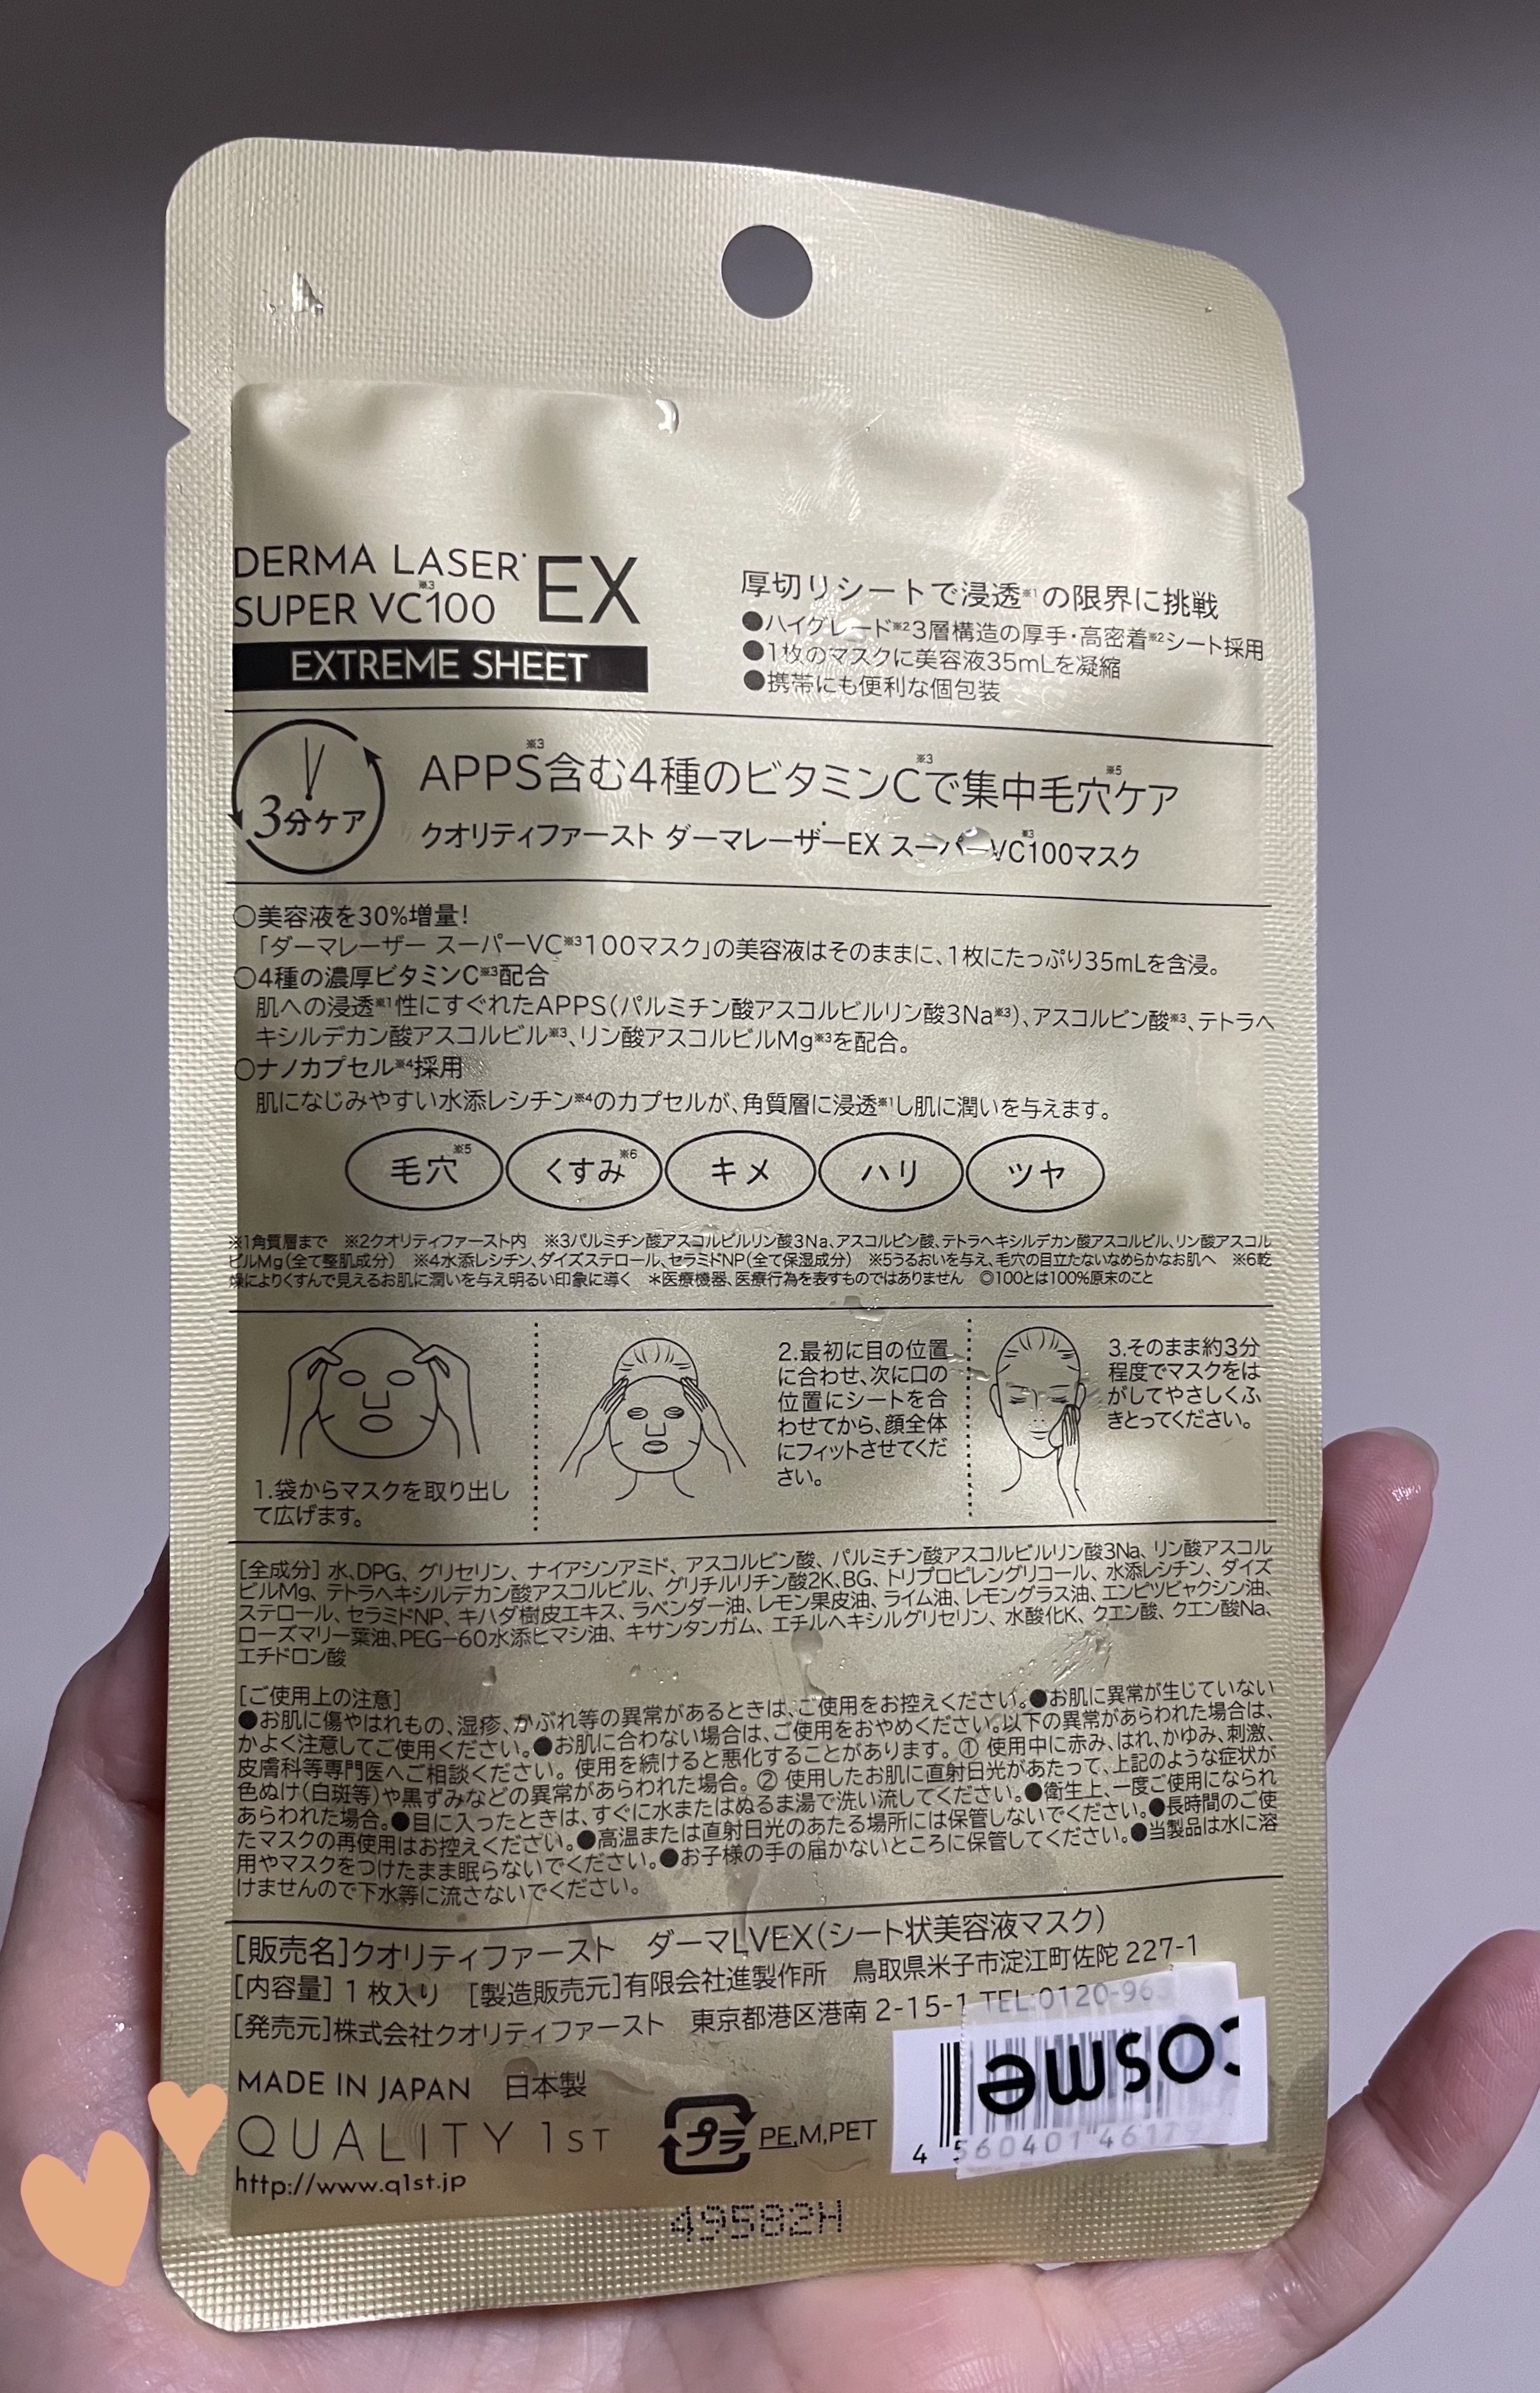 DERMA LASER*
SUPER VC※3100 EX
EXTREME SHEET
厚切りシートで浸透※1の限界に挑戦
●ハイグレード※23層構造の厚手・高密着※2シート採用
●1枚のマスクに美容液35mLを凝縮
●携帯にも便利な個包装
3分ケア
APPS※3含む4種のビタミンC※3で集中毛穴※5ケア
クオリティファースト ダーマレーザー*EX スーパーVC※3100マスク
○美容液を30%増量!
「ダーマレーザー スーパーVC※3100マスク」の美容液はそのままに、1枚にたっぷり35mLを含浸。
○4種の濃厚ビタミンC※3配合
肌への浸透※1性にすぐれたAPPS(パルミチン酸アスコルビルリン酸3Na※3)、アスコルビン酸※3、テトラヘ
キシルデカン酸アスコルビル※3、リン酸アスコルビルMg※3を配合。
○ナノカプセル※4採用
肌になじみやすい水添レシチン※4のカプセルが、角質層に浸透※1し肌に潤いを与えます。
毛穴※5 くすみ※6 キメ ハリ ツヤ
※1角質層まで ※2クオリティファースト内 ※3パルミチン酸アスコルビルリン酸3Na、アスコルビン酸、テトラヘキシルデカン酸アスコルビル、リン酸アスコル
ビルMg(全て整肌成分) ※4水添レシチン、ダイズステロール、セラミドNP(全て保湿成分) ※5うるおいを与え、毛穴の目立たないなめらかなお肌へ ※6乾
燥によりくすんで見えるお肌に潤いを与え明るい印象に導く *医療機器、医療行為を表すものではありません ◎100とは100%原末のこと
1.袋からマスクを取り出し
て広げます。
2.最初に目の位置
に合わせ、次に口の
位置にシートを合
わせてから、顔全体
にフィットさせてくだ
さい。
3.そのまま約3分
程度でマスクをは
がしてやさしくふ
きとってください。
[全成分] 水、DPG、グリセリン、ナイアシンアミド、アスコルビン酸、パルミチン酸アスコルビルリン酸3Na、リン酸アスコル
ビルMg、テトラヘキシルデカン酸アスコルビル、グリチルリチン酸2K、BG、トリプロピレングリコール、水添レシチン、ダイズ
ステロール、セラミドNP、キハダ樹皮エキス、ラベンダー油、レモン果皮油、ライム油、レモングラス油、エンピツビャクシン油、
ローズマリー葉油、PEG-60水添ヒマシ油、キサンタンガム、エチルヘキシルグリセリン、水酸化K、クエン酸、クエン酸Na、
エチドロン酸
[ご使用上の注意]
●お肌に傷やはれもの、湿疹、かぶれ等の異常があるときは、ご使用をお控えください。●お肌に異常が生じていない
かよく注意してご使用ください。●お肌に合わない場合は、ご使用をおやめください。以下の異常があらわれた場合は、
皮膚科等専門医へご相談ください。使用を続けると悪化することがあります。① 使用中に赤み、はれ、かゆみ、刺激、
色ぬけ(白斑等)や黒ずみなどの異常があらわれた場合。② 使用したお肌に直射日光があたって、上記のような症状が
あらわれた場合。●目に入ったときは、すぐに水またはぬるま湯で洗い流してください。●衛生上、一度ご使用になられ
たマスクの再使用はお控えください。●高温または直射日光のあたる場所には保管しないでください。●長時間のご使
用やマスクをつけたまま眠らないでください。●お子様の手の届かないところに保管してください。●当製品は水に溶
けませんので下水等に流さないでください。
[販売名]クオリティファースト ダーマLVEX(シート状美容液マスク)
[内容量] 1枚入り [製造販売元]有限会社進製作所 鳥取県米子市淀江町佐陀 227-1
[発売元]株式会社クオリティファースト 東京都港区港南 2-15-1 TEL:0120-963
MADE IN JAPAN 日本製
QUALITY 1ST
http://www.q1st.jp
プラ PE,M,PET
cosme
4 560401 46179
49582H